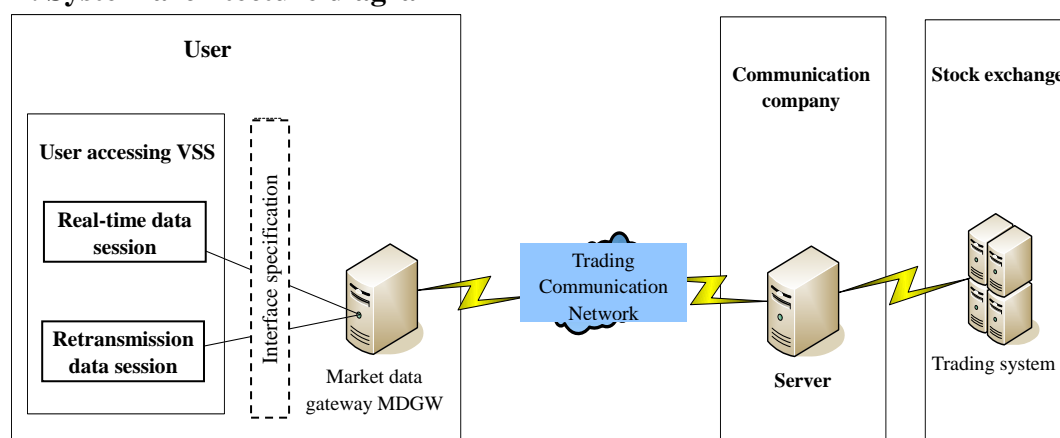 User
Communication
company
Stock exchange
User accessing VSS
Real-time data
session
Interface specification
Trading
Communication
Network
Retransmission
data session
Market data
gateway MDGW
Server
Trading system